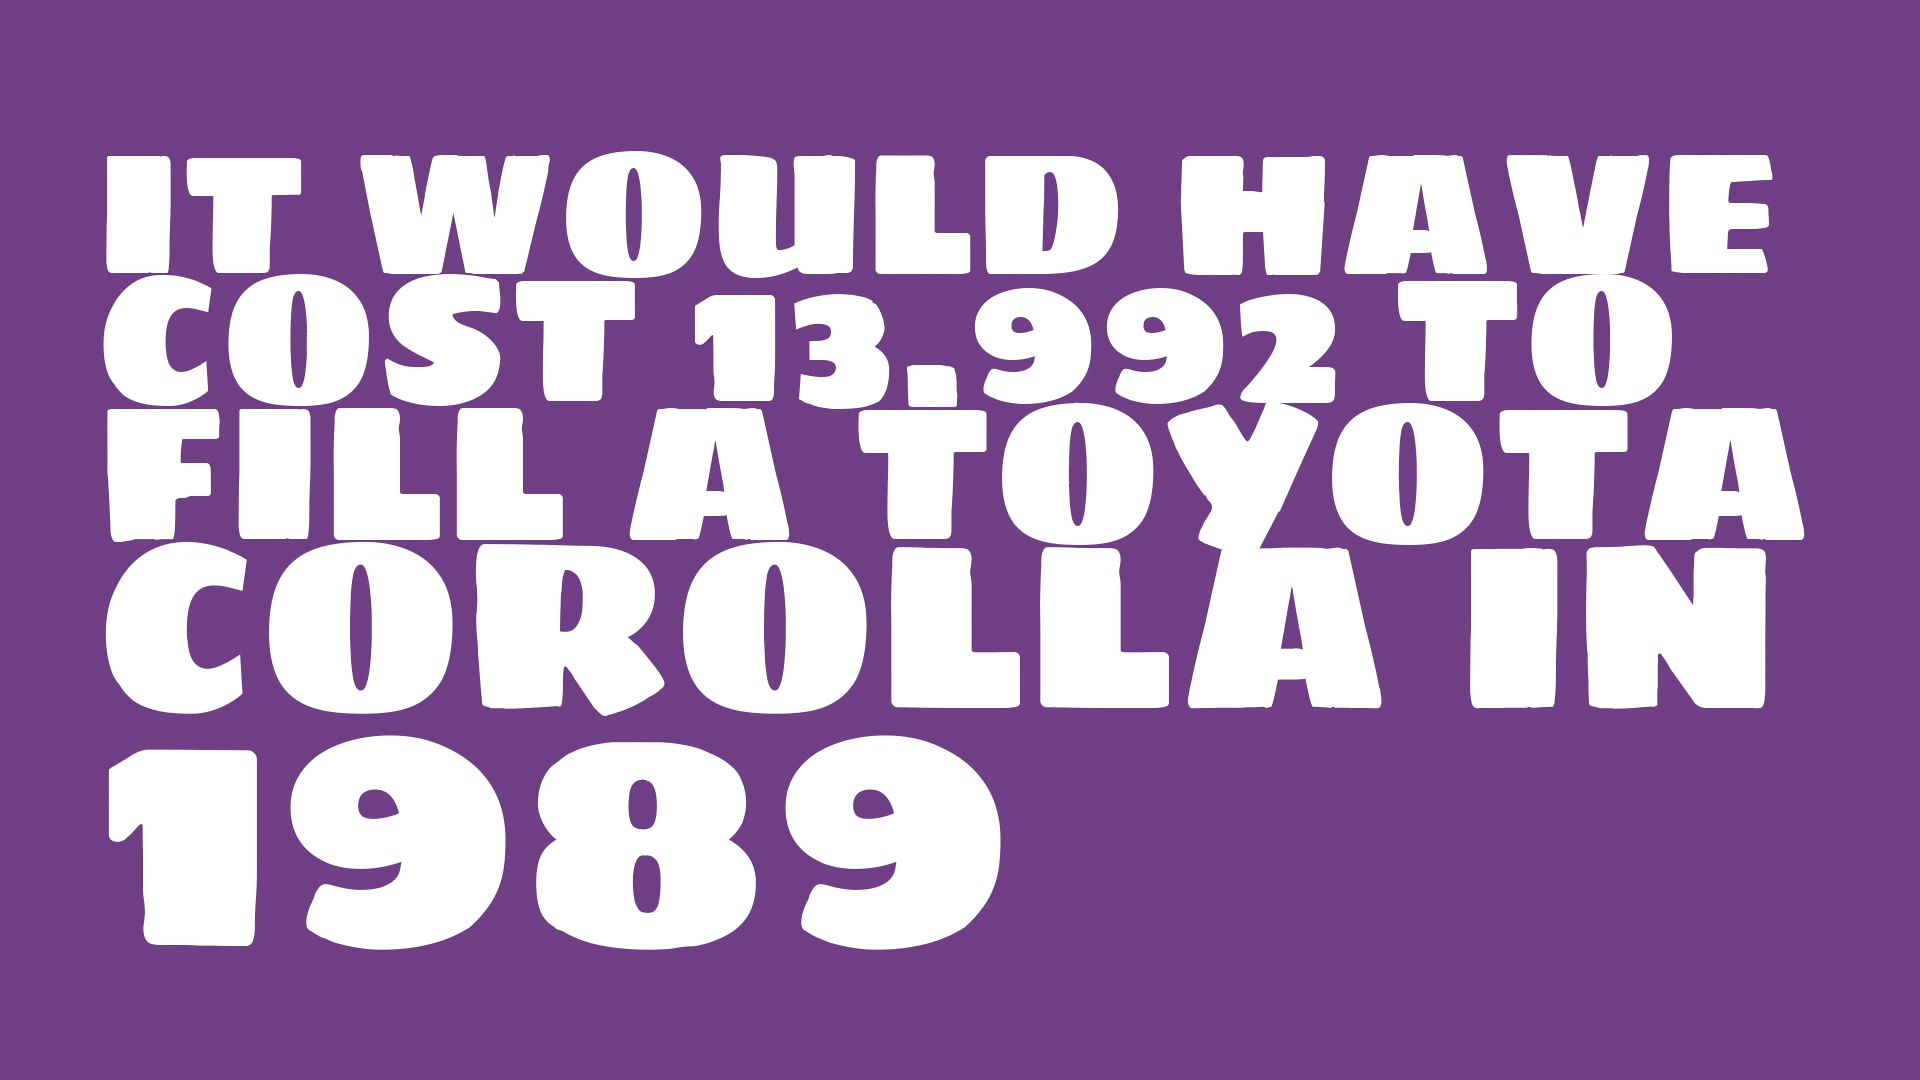 IT WOULD HAVE
COST 13.992 TO
FILL A TOYOTA
COROLLA IN
1989